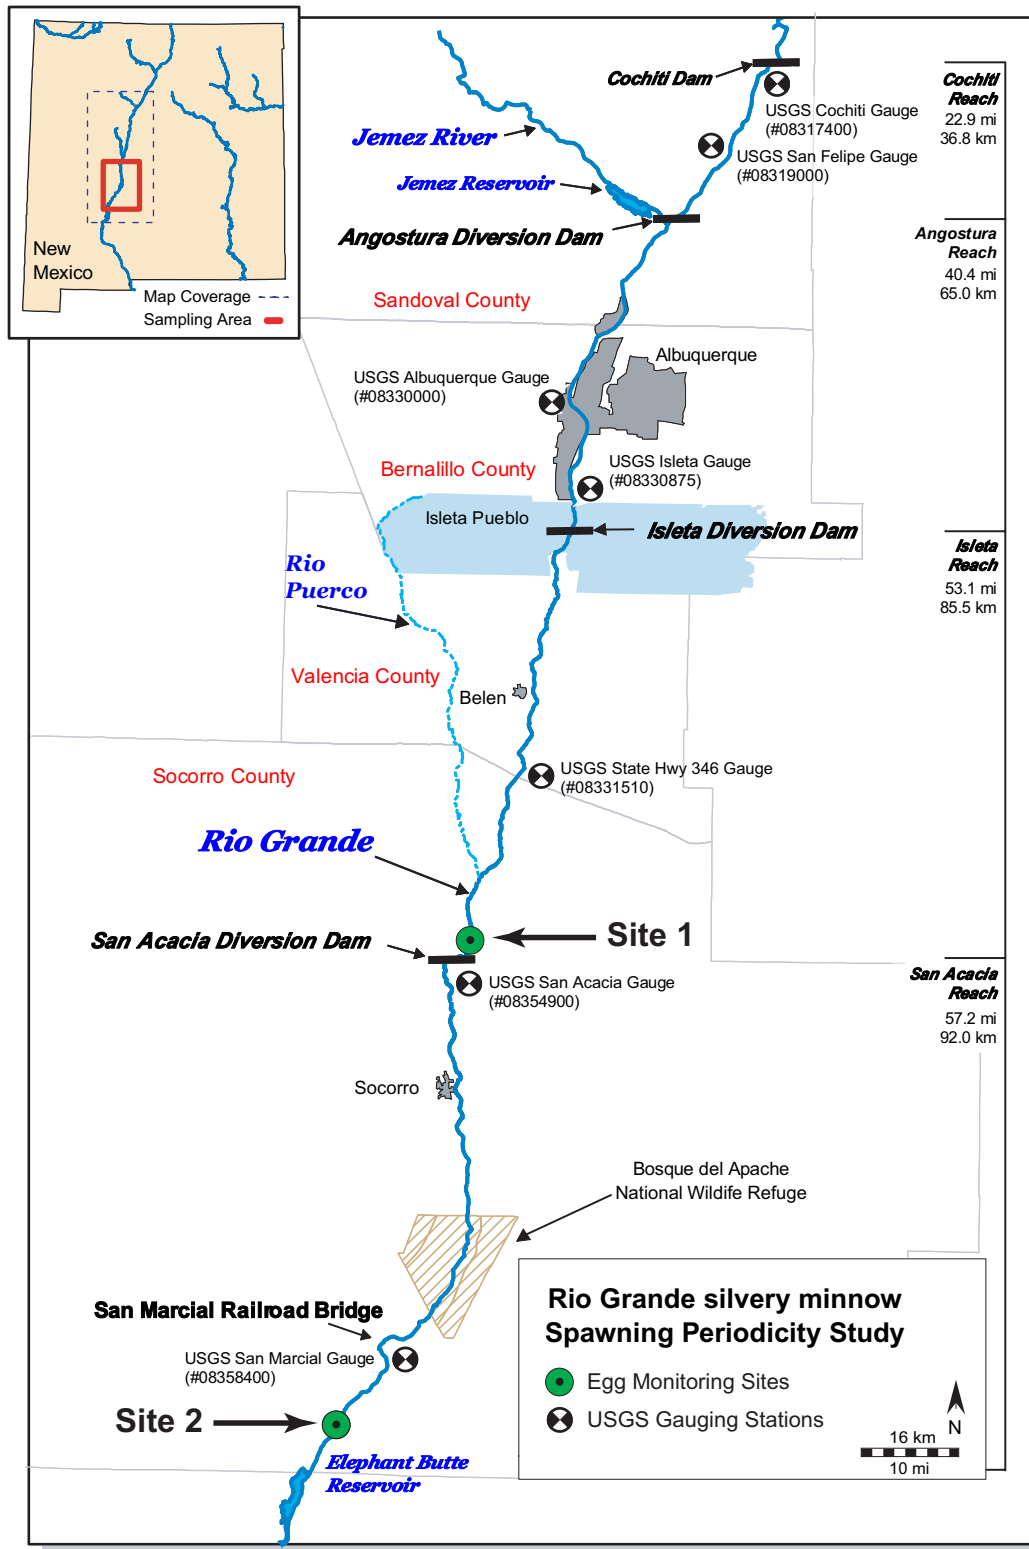 New
Mexico
Map Coverage
Sampling Area
Cochiti Dam
USGS Cochiti Gauge
(#08317400)
Cochiti
Reach
22.9 mi
36.8 km
Jemez River
USGS San Felipe Gauge
(#08319000)
Jemez Reservoir
Angostura Diversion Dam
Angostura
Reach
40.4 mi
65.0 km
Sandoval County
Albuquerque
USGS Albuquerque Gauge
(#08330000)
Bernalillo County
USGS Isleta Gauge
(#08330875)
Isleta Pueblo
Isleta Diversion Dam
Isleta
Reach
53.1 mi
85.5 km
Rio
Puerco
Valencia County
Belen
Socorro County
USGS State Hwy 346 Gauge
(#08331510)
Rio Grande
Site 1
San Acacia Diversion Dam
USGS San Acacia Gauge
(#08354900)
San Acacia
Reach
57.2 mi
92.0 km
Socorro
Bosque del Apache
National Wildife Refuge
San Marcial Railroad Bridge
USGS San Marcial Gauge
(#08358400)
Site 2
Elephant Butte
Reservoir
Rio Grande silvery minnow
Spawning Periodicity Study
Egg Monitoring Sites
USGS Gauging Stations
16 km
10 mi
N